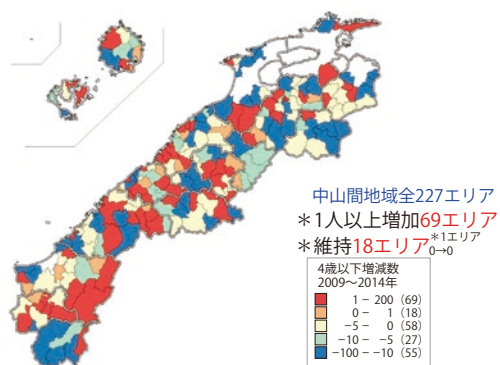 中山間地域全227エリア
＊1人以上増加69エリア
＊維持18エリア＊1エリア
0→0
4歳以下増減数
2009〜2014年
1 − 200 (69)
0 − 1 (18)
−5 − 0 (58)
−10 − −5 (27)
−100 − −10 (55)